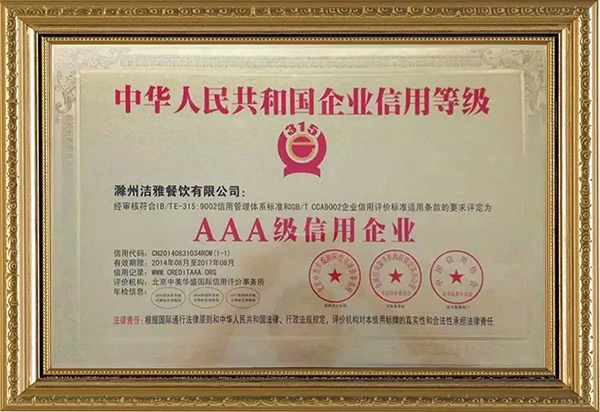 中华人民共和国企业信用等级
315
滁州洁雅餐饮有限公司：
经审核符合IB/TE-315:9002信用管理体系标准和GB/T CCA9002企业信用评价标准适用条款的要求评定为
AAA级信用企业
信用代码：CN20140831034ROM(1-1)
有效期限：2014年08月至2017年08月
信用记录：WWW.CREDITAAA.ORG
评价机构：北京中美华盛国际信用评价事务所
年检信息：
法律责任：根据国际通行法律原则和中华人民共和国法律、行政法规规定，评价机构对本信用标牌的真实性和合法性承担法律责任